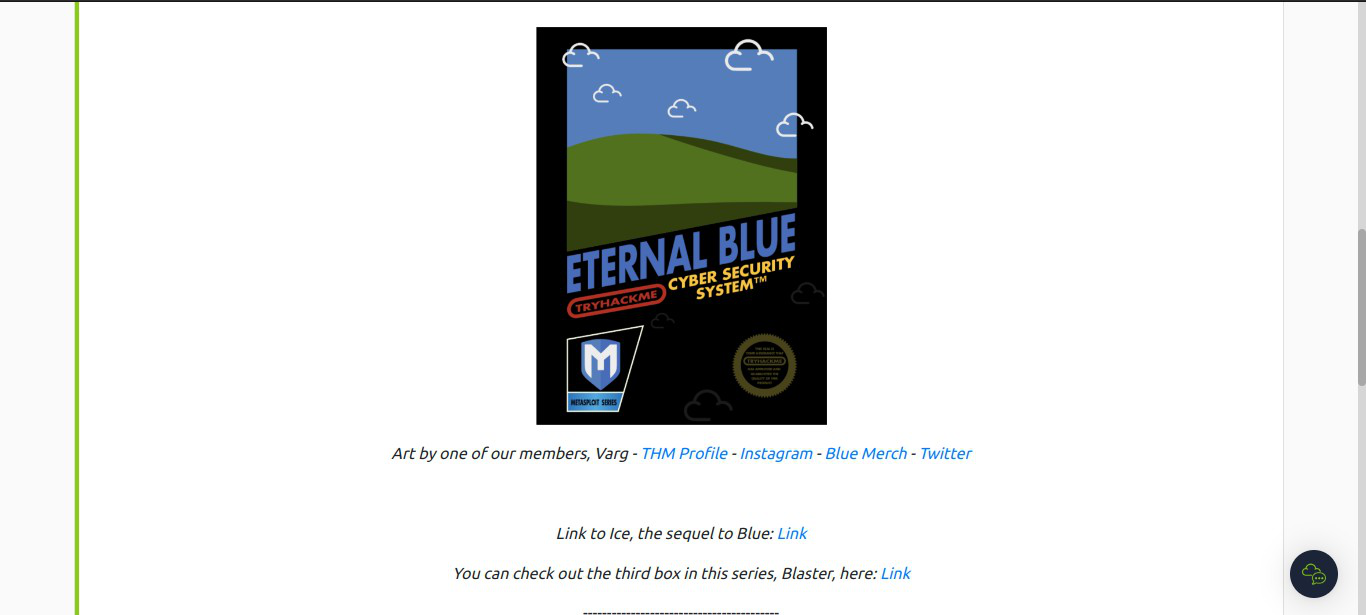 ETERNAL BLUE
CYBER SECURITY
SYSTEM™
TRYHACKME
METASPLOIT SERIES
TRYHACKME
Art by one of our members, Varg - THM Profile - Instagram - Blue Merch - Twitter
Link to Ice, the sequel to Blue: Link
You can check out the third box in this series, Blaster, here: Link
----------------------------------------